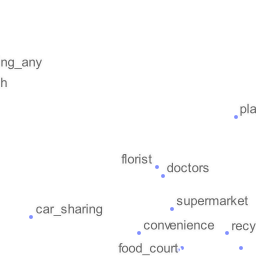 ng_any
h
pla
florist
doctors
supermarket
car_sharing
convenience
recy
food_court